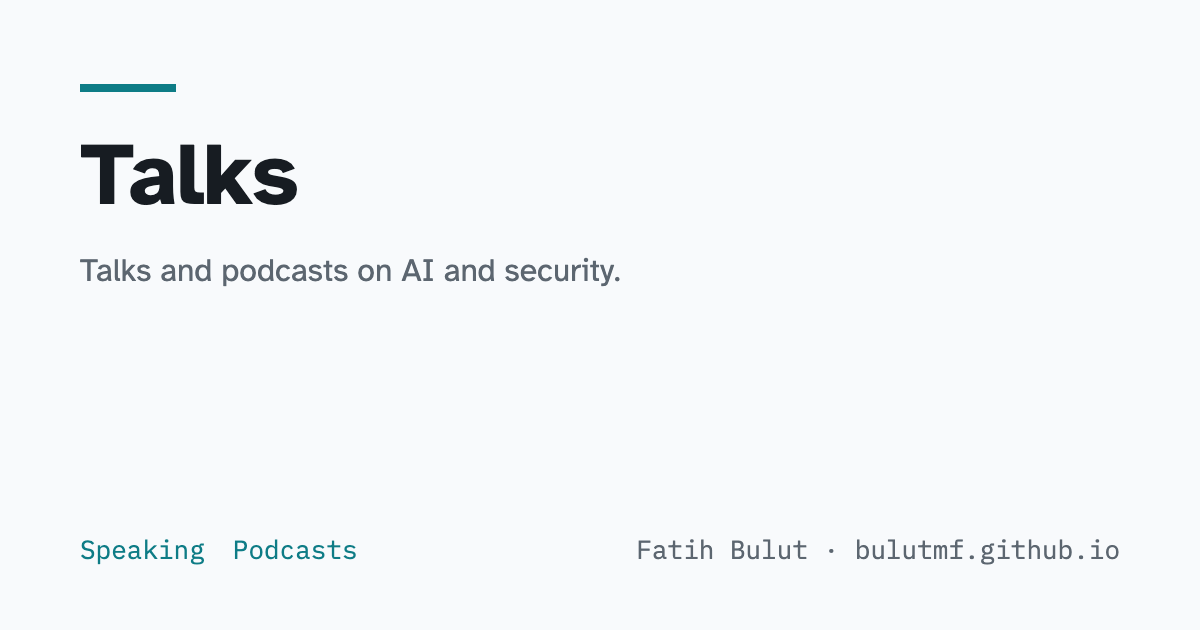 Talks
Talks and podcasts on AI and security.
Speaking Podcasts
Fatih Bulut · bulutmf.github.io